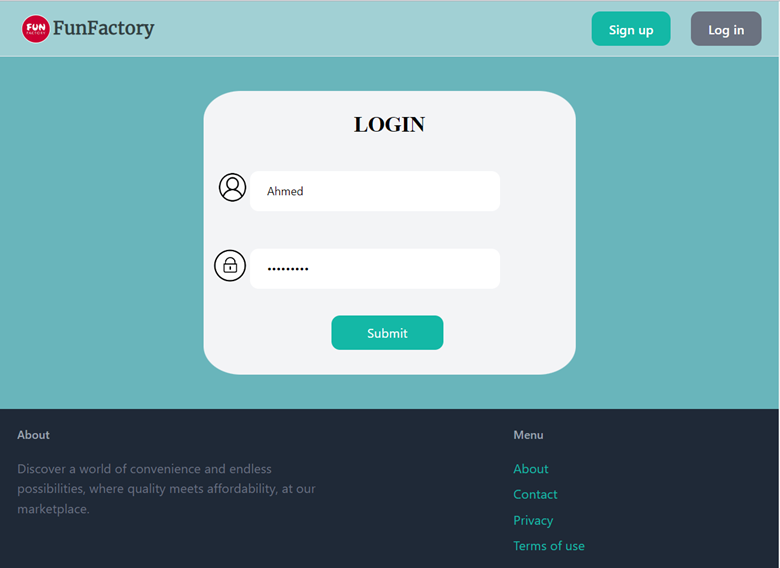 FUN
FACTORY
FunFactory
Sign up
Log in
LOGIN
Ahmed
•••••••••
Submit
About
Discover a world of convenience and endless
possibilities, where quality meets affordability, at our
marketplace.
Menu
About
Contact
Privacy
Terms of use